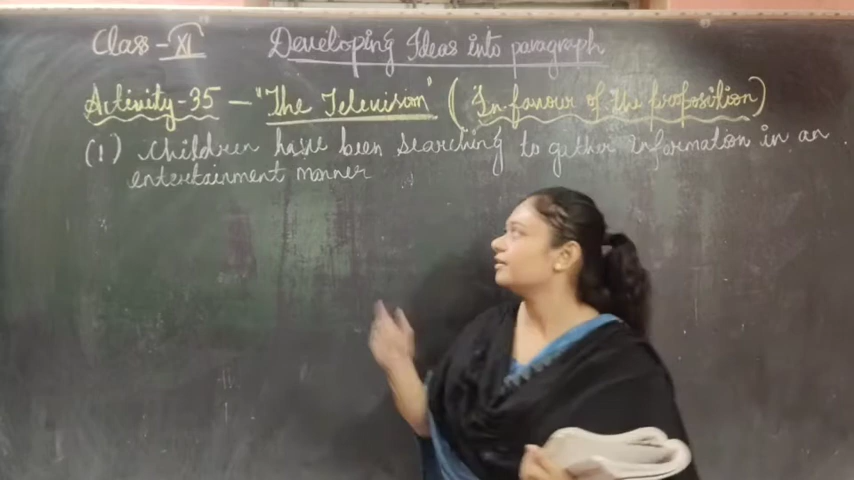 Class - XI
Developing Ideas into paragraph
Activity-35 - "The Television" (In favour of the proposition)
(1) Children have been searching to gather information in an
entertainment manner